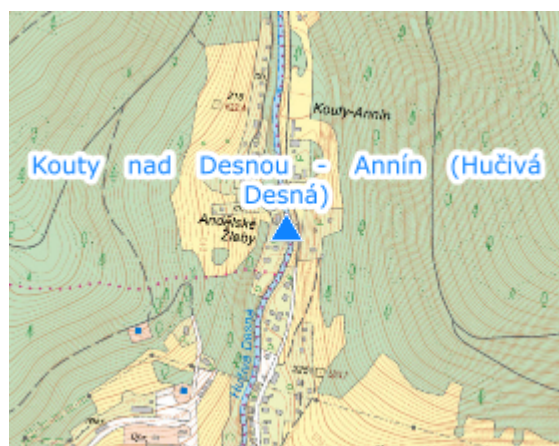 Kouty-Annín
Kouty nad Desnou - Annín (Hučivá
Desná)
Andělské
Žleby
Hučivá Desná